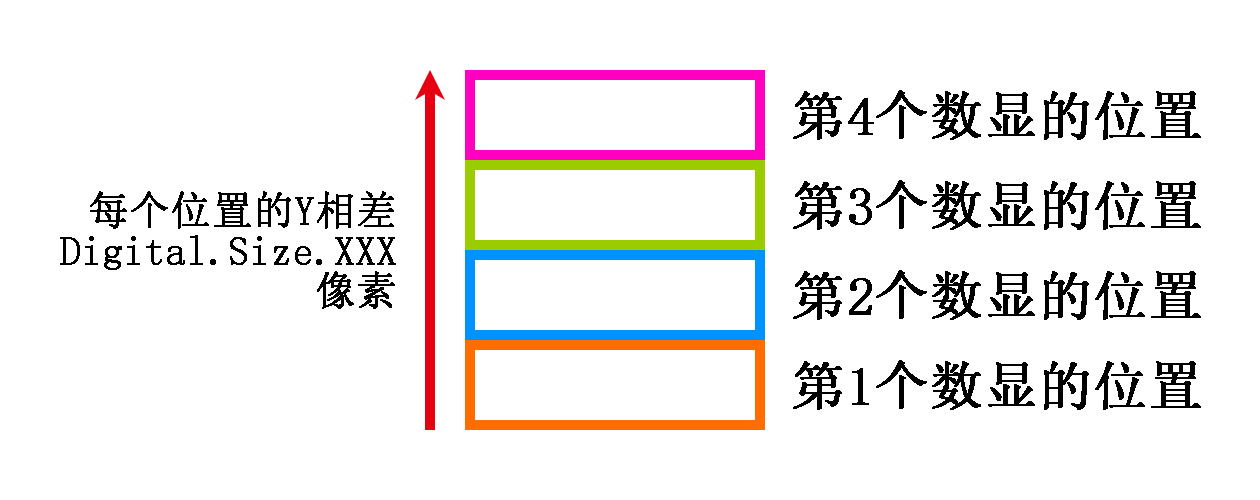 第4个数显的位置
第3个数显的位置
每个位置的Y相差
Digital.Size.XXX
像素
第2个数显的位置
第1个数显的位置